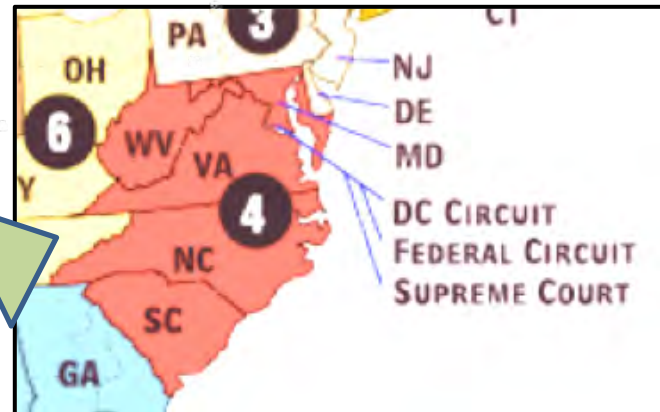 PA
3
CT
OH
NJ
DE
6
WV
MD
VA
Y
4
DC CIRCUIT
FEDERAL CIRCUIT
NC
SUPREME COURT
SC
GA